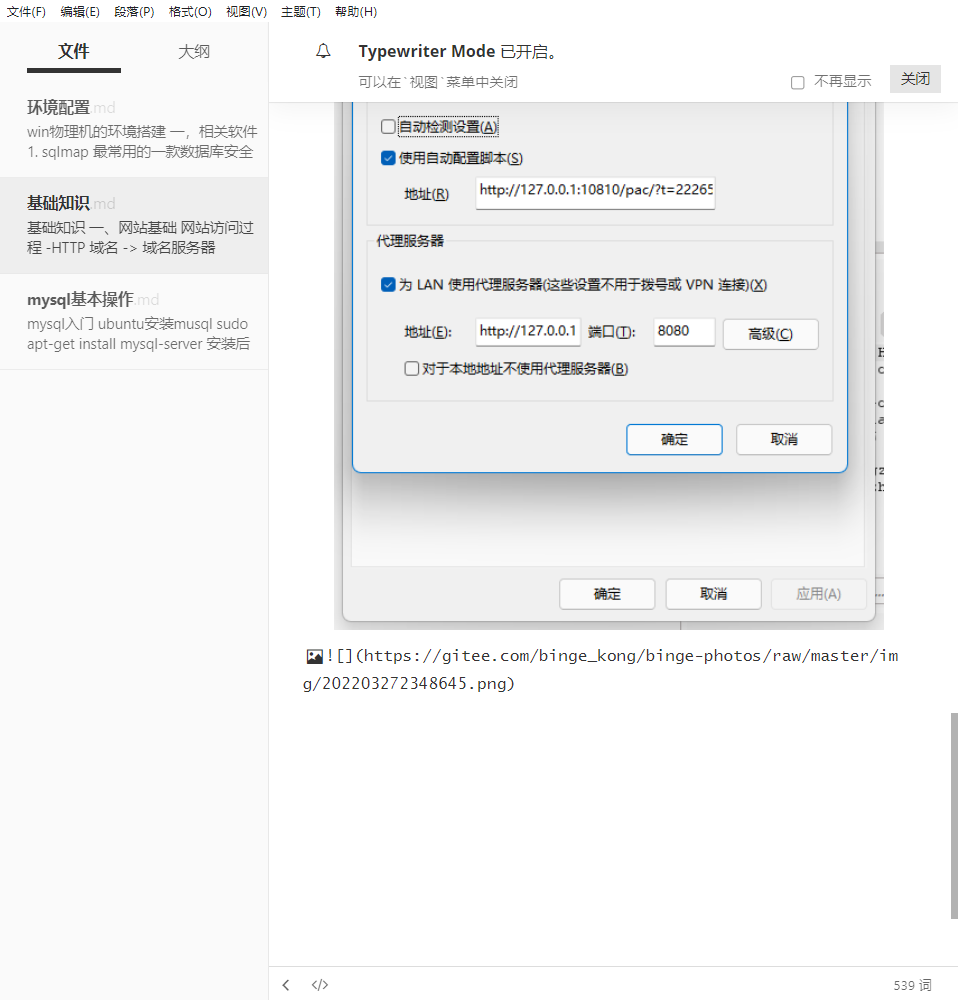 文件(F) 编辑(E) 段落(P) 格式(O) 视图(V) 主题(T) 帮助(H)
文件 大纲
环境配置.md
win物理机的环境搭建 一，相关软件
1. sqlmap 最常用的一款数据库安全
基础知识.md
基础知识 一、网站基础 网站访问过
程 -HTTP 域名 -> 域名服务器
mysql基本操作.md
mysql入门 ubuntu安装musql sudo
apt-get install mysql-server 安装后
Typewriter Mode 已开启。
可以在`视图`菜单中关闭
不再显示 关闭
自动检测设置(A)
使用自动配置脚本(S)
地址(R) http://127.0.0.1:10810/pac/?t=22265
代理服务器
为 LAN 使用代理服务器(这些设置不用于拨号或 VPN 连接)(X)
地址(E): http://127.0.0.1 端口(T): 8080 高级(C)
对于本地地址不使用代理服务器(B)
确定 取消
确定 取消 应用(A)
![](https://gitee.com/binge_kong/binge-photos/raw/master/im
g/202203272348645.png)
</> 539 词